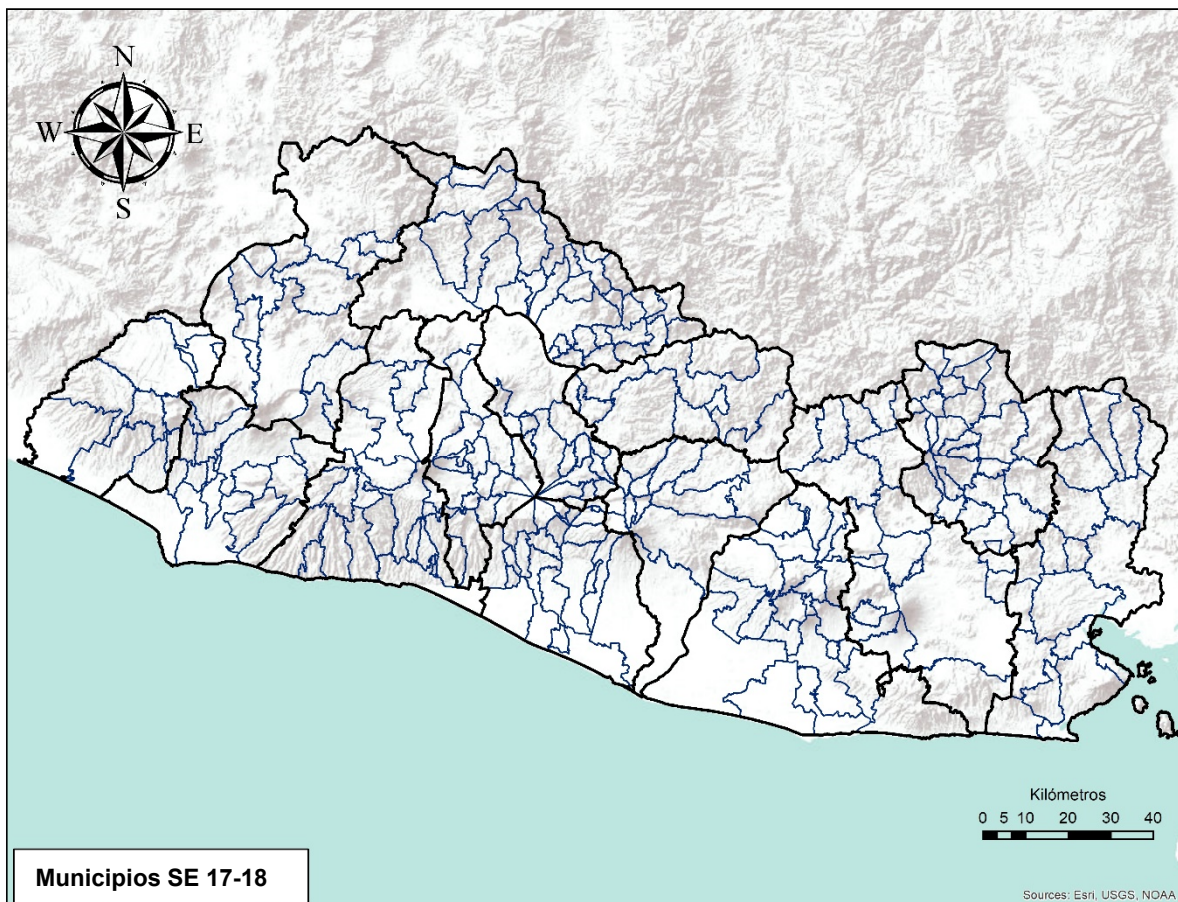 N
W E
S
Kilómetros
0 5 10 20 30 40
Municipios SE 17-18
Sources: Esri, USGS, NOAA